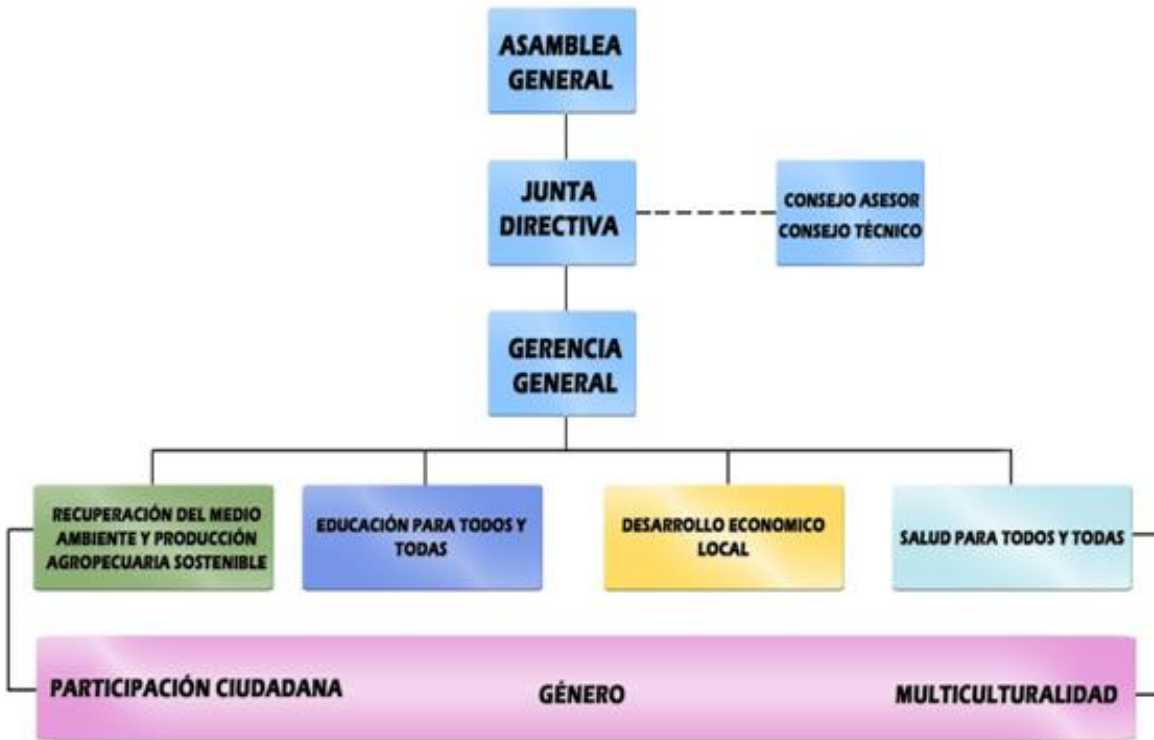 ASAMBLEA
GENERAL
JUNTA
DIRECTIVA
CONSEJO ASESOR
CONSEJO TÉCNICO
GERENCIA
GENERAL
RECUPERACIÓN DEL MEDIO
AMBIENTE Y PRODUCCIÓN
AGROPECUARIA SOSTENIBLE
EDUCACIÓN PARA TODOS Y
TODAS
DESARROLLO ECONOMICO
LOCAL
SALUD PARA TODOS Y TODAS
PARTICIPACIÓN CIUDADANA
GÉNERO
MULTICULTURALIDAD